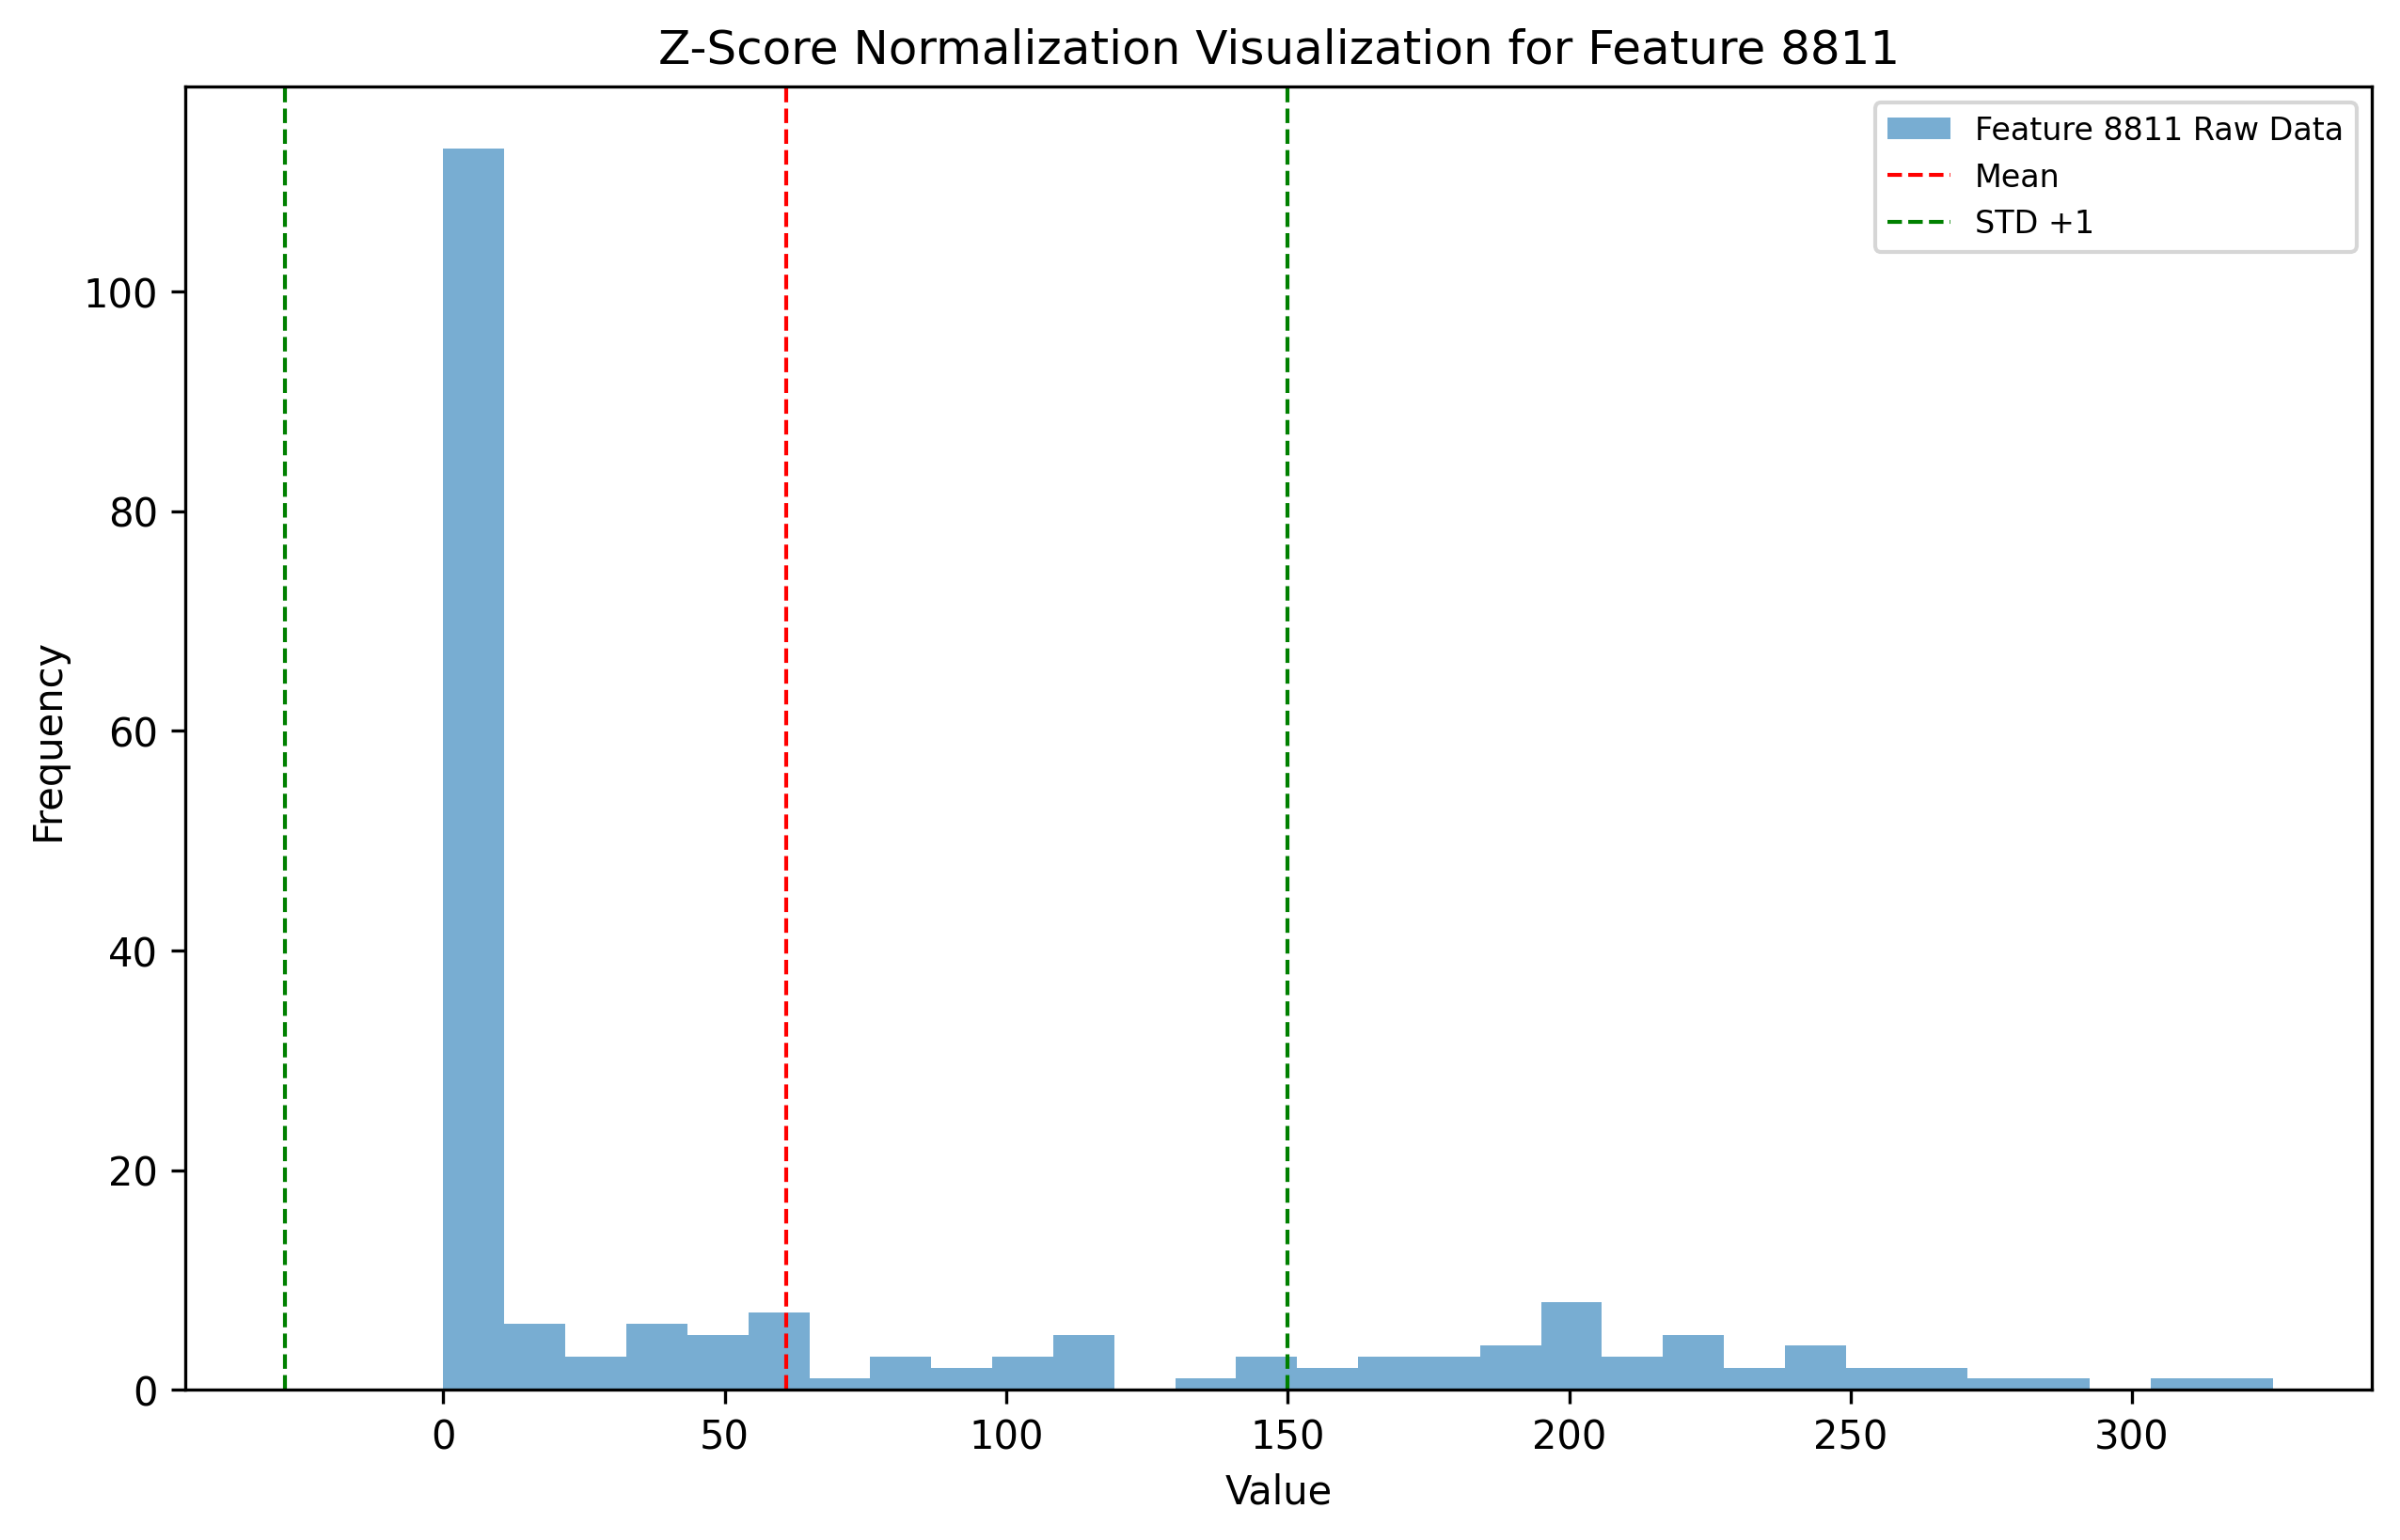 Z-Score Normalization Visualization for Feature 8811
Feature 8811 Raw Data
Mean
STD +1
100
80
60
40
20
0
Frequency
0 50 100 150 200 250 300
Value